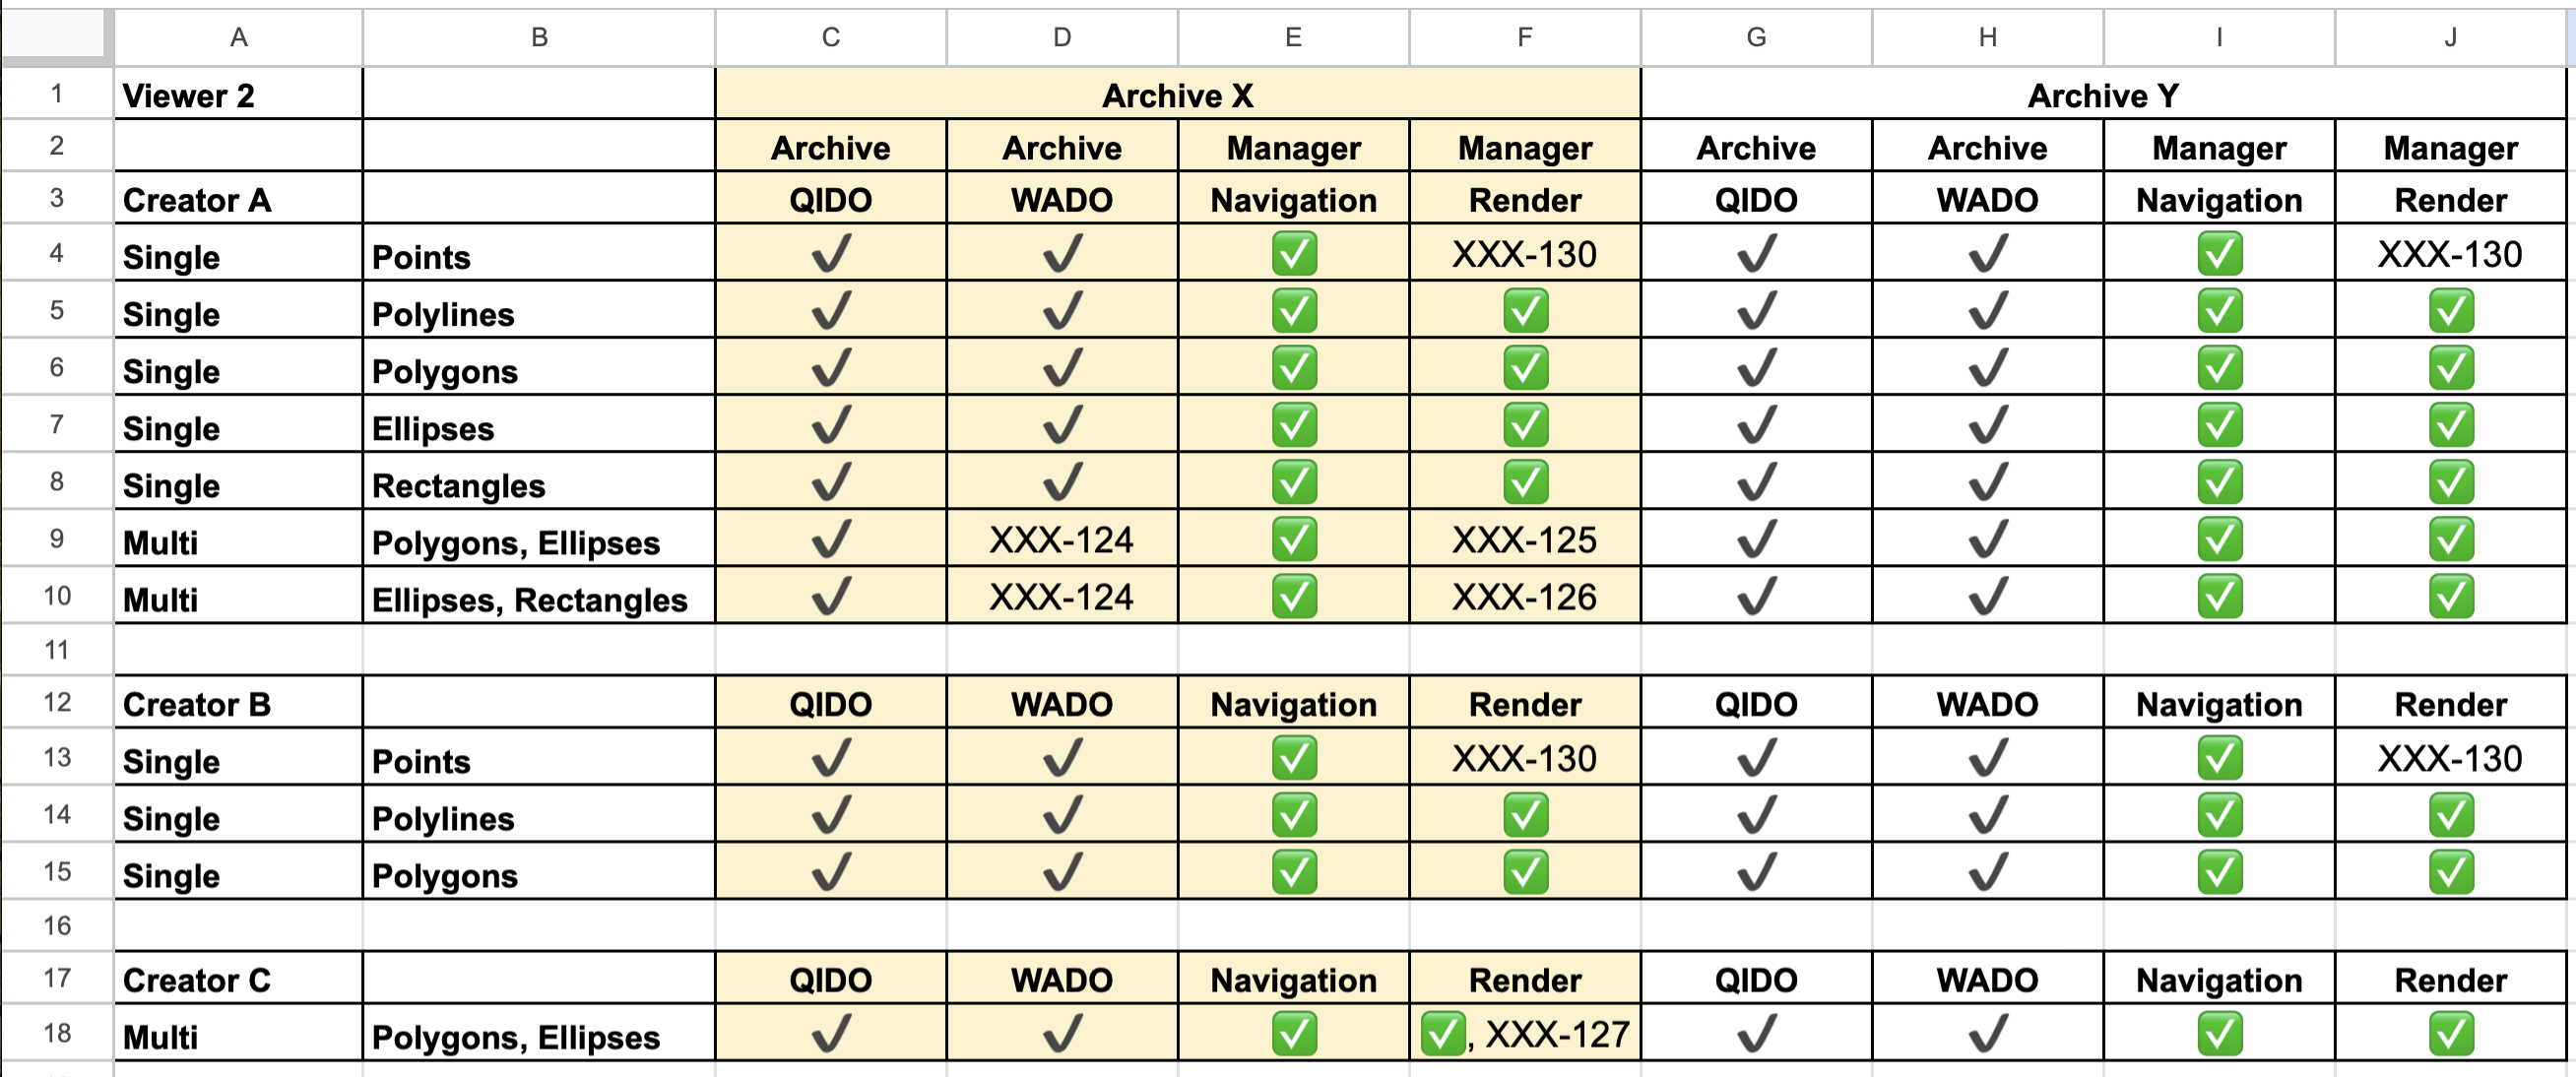 A B C D E F G H I J
1 Viewer 2 Archive X Archive Y
2 Archive Archive Manager Manager Archive Archive Manager Manager
3 Creator A QIDO WADO Navigation Render QIDO WADO Navigation Render
4 Single Points ✔ ✔ ✅ XXX-130 ✔ ✔ ✅ XXX-130
5 Single Polylines ✔ ✔ ✅ ✅ ✔ ✔ ✅ ✅
6 Single Polygons ✔ ✔ ✅ ✅ ✔ ✔ ✅ ✅
7 Single Ellipses ✔ ✔ ✅ ✅ ✔ ✔ ✅ ✅
8 Single Rectangles ✔ ✔ ✅ ✅ ✔ ✔ ✅ ✅
9 Multi Polygons, Ellipses ✔ XXX-124 ✅ XXX-125 ✔ ✔ ✅ ✅
10 Multi Ellipses, Rectangles ✔ XXX-124 ✅ XXX-126 ✔ ✔ ✅ ✅
11
12 Creator B QIDO WADO Navigation Render QIDO WADO Navigation Render
13 Single Points ✔ ✔ ✅ XXX-130 ✔ ✔ ✅ XXX-130
14 Single Polylines ✔ ✔ ✅ ✅ ✔ ✔ ✅ ✅
15 Single Polygons ✔ ✔ ✅ ✅ ✔ ✔ ✅ ✅
16
17 Creator C QIDO WADO Navigation Render QIDO WADO Navigation Render
18 Multi Polygons, Ellipses ✔ ✔ ✅ ✅, XXX-127 ✔ ✔ ✅ ✅